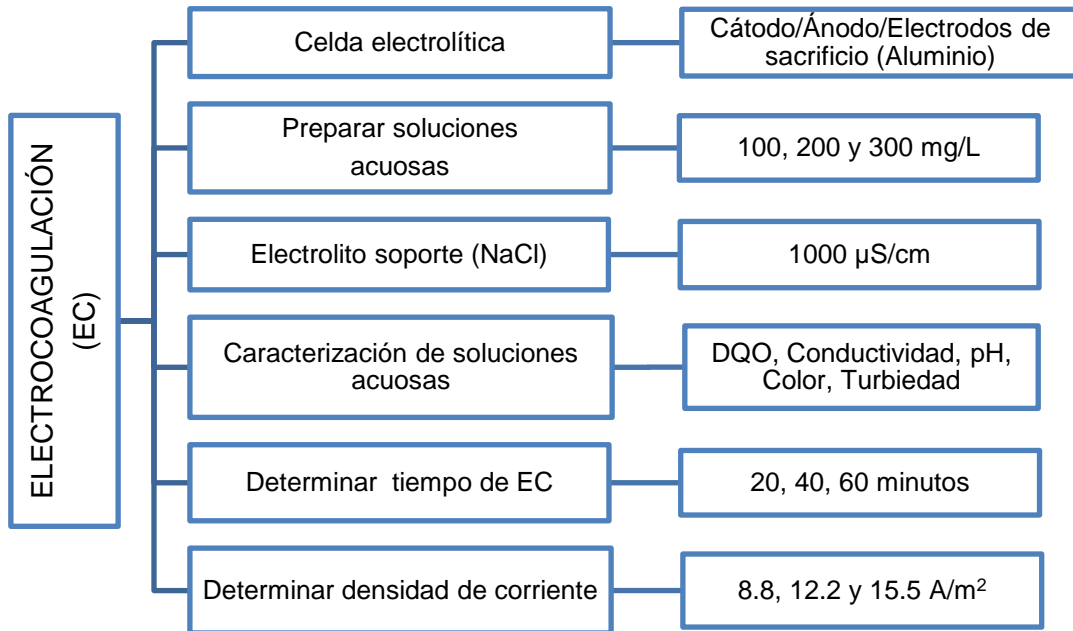 ELECTROCOAGULACIÓN
(EC)
Celda electrolítica
Cátodo/Ánodo/Electrodos de
sacrificio (Aluminio)
Preparar soluciones
acuosas
100, 200 y 300 mg/L
Electrolito soporte (NaCl)
1000 µS/cm
Caracterización de soluciones
acuosas
DQO, Conductividad, pH,
Color, Turbiedad
Determinar tiempo de EC
20, 40, 60 minutos
Determinar densidad de corriente
8.8, 12.2 y 15.5 A/m²